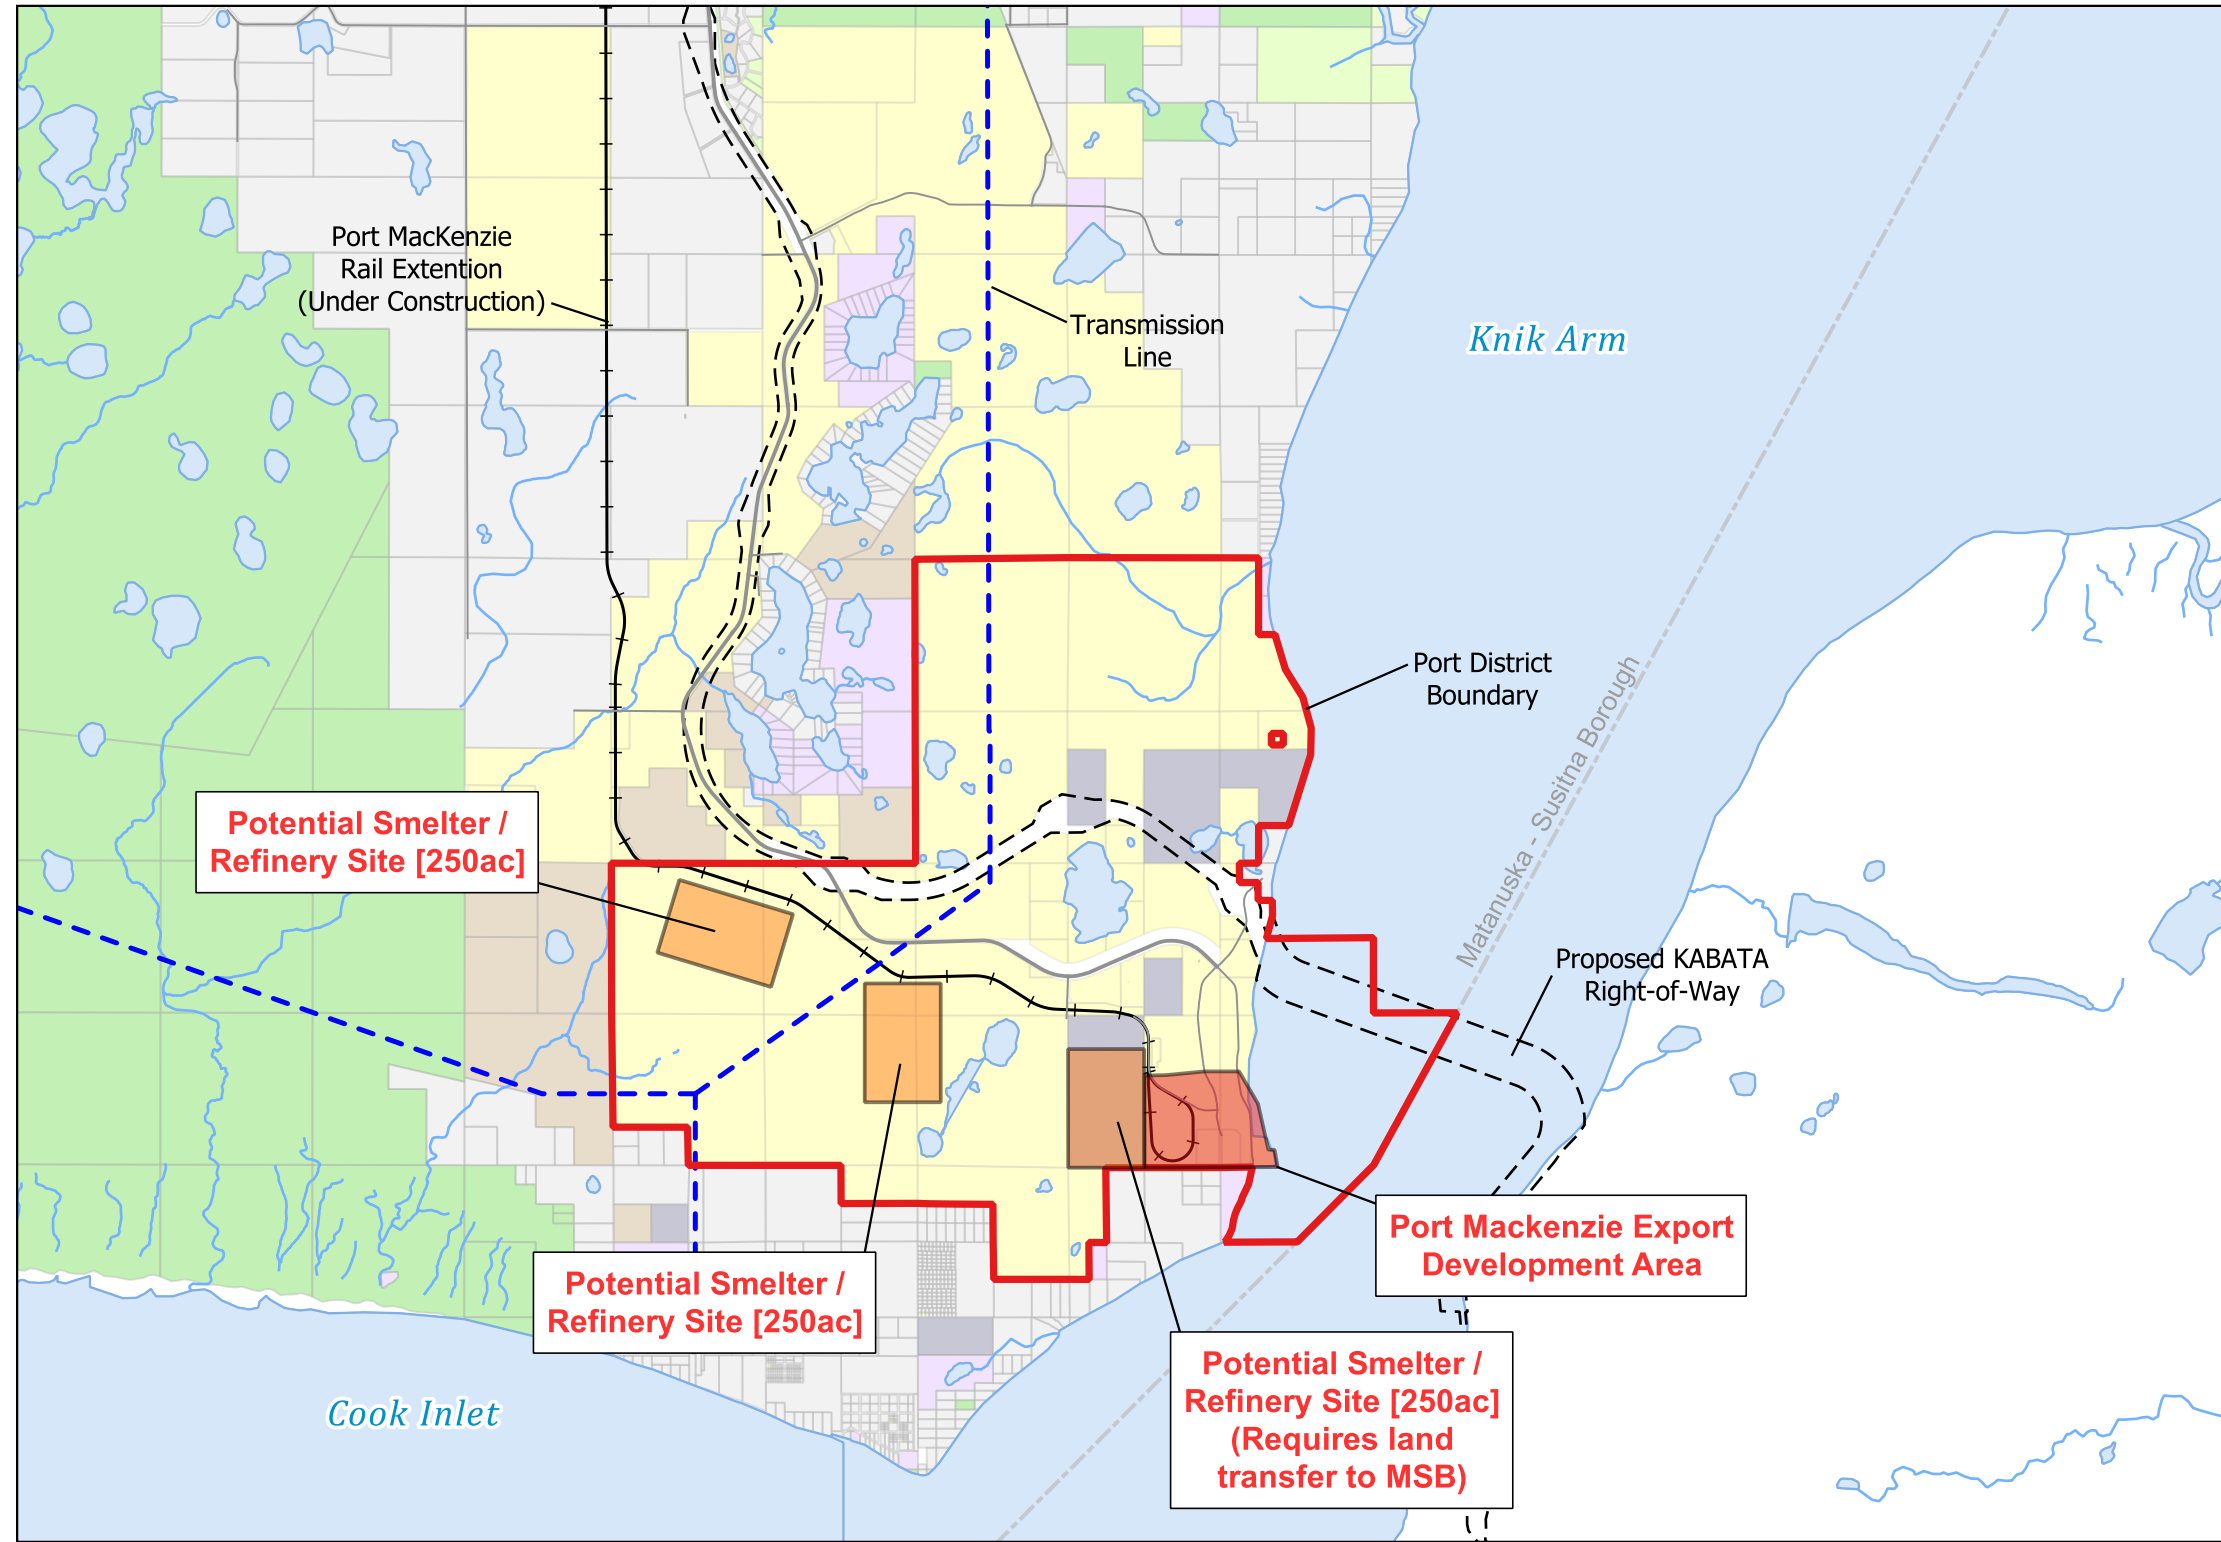 Port MacKenzie
Rail Extention
(Under Construction)
Transmission
Line
Knik Arm
Port District
Boundary
Matanuska - Susitna Borough
Potential Smelter /
Refinery Site [250ac]
Proposed KABATA
Right-of-Way
Port Mackenzie Export
Development Area
Potential Smelter /
Refinery Site [250ac]
Potential Smelter /
Refinery Site [250ac]
(Requires land
transfer to MSB)
Cook Inlet